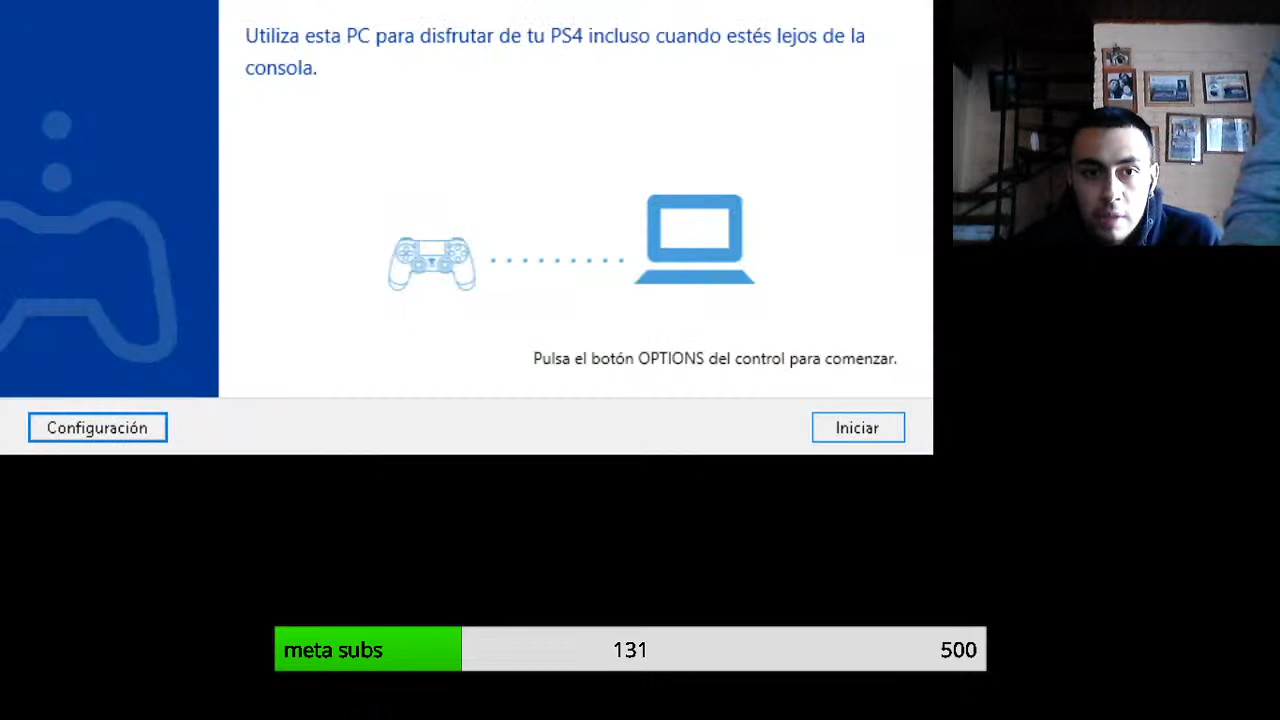 Utiliza esta PC para disfrutar de tu PS4 incluso cuando estés lejos de la
consola.
Pulsa el botón OPTIONS del control para comenzar.
Configuración
Iniciar
meta subs 131 500